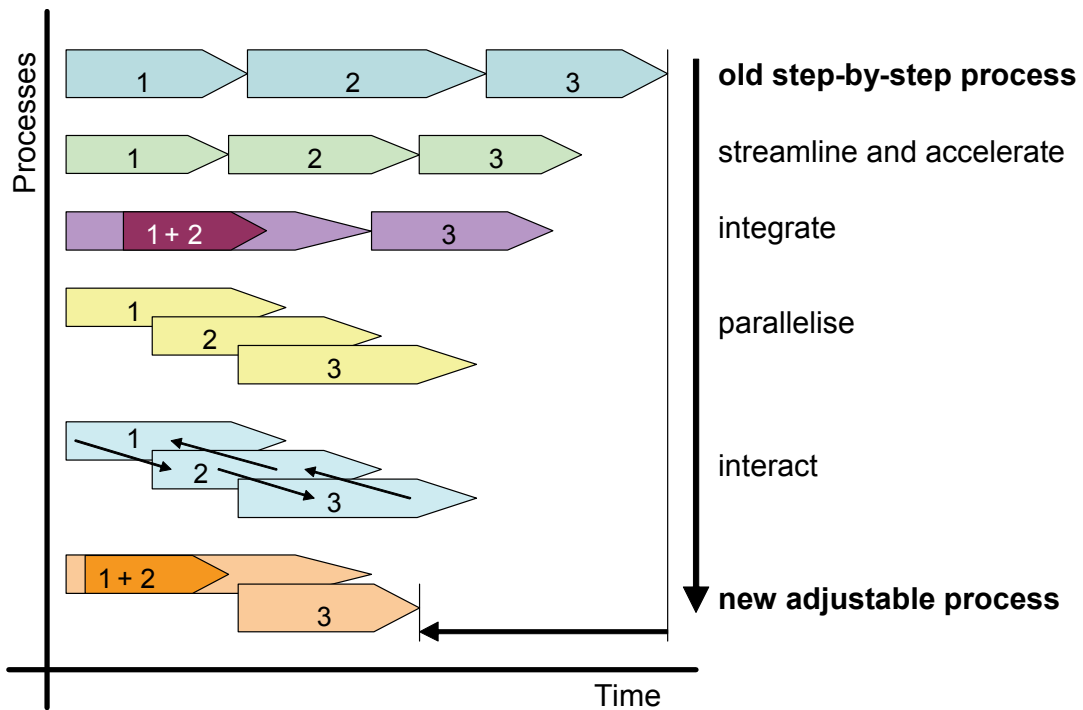 Processes
1
2
3
old step-by-step process
1
2
3
streamline and accelerate
1 + 2
3
integrate
1
2
3
parallelise
1
2
3
interact
1 + 2
3
new adjustable process
Time